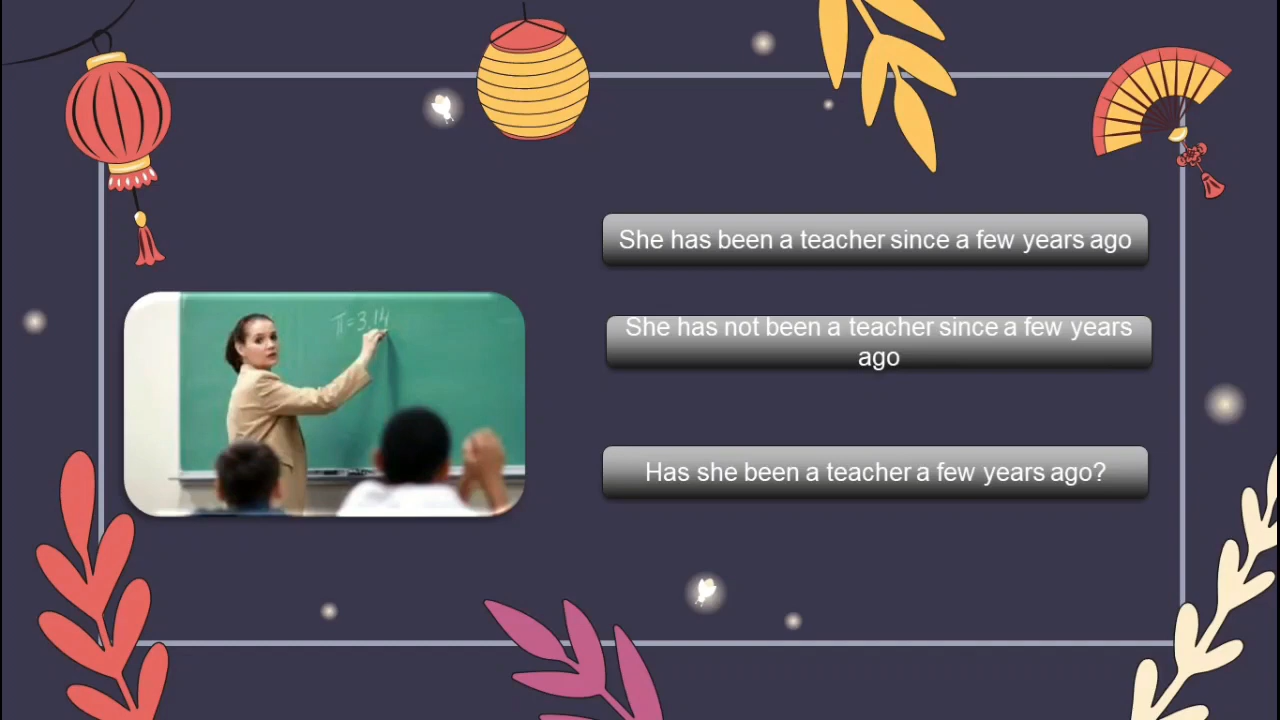 She has been a teacher since a few years ago
π=3,14
She has not been a teacher since a few years
ago
Has she been a teacher a few years ago?